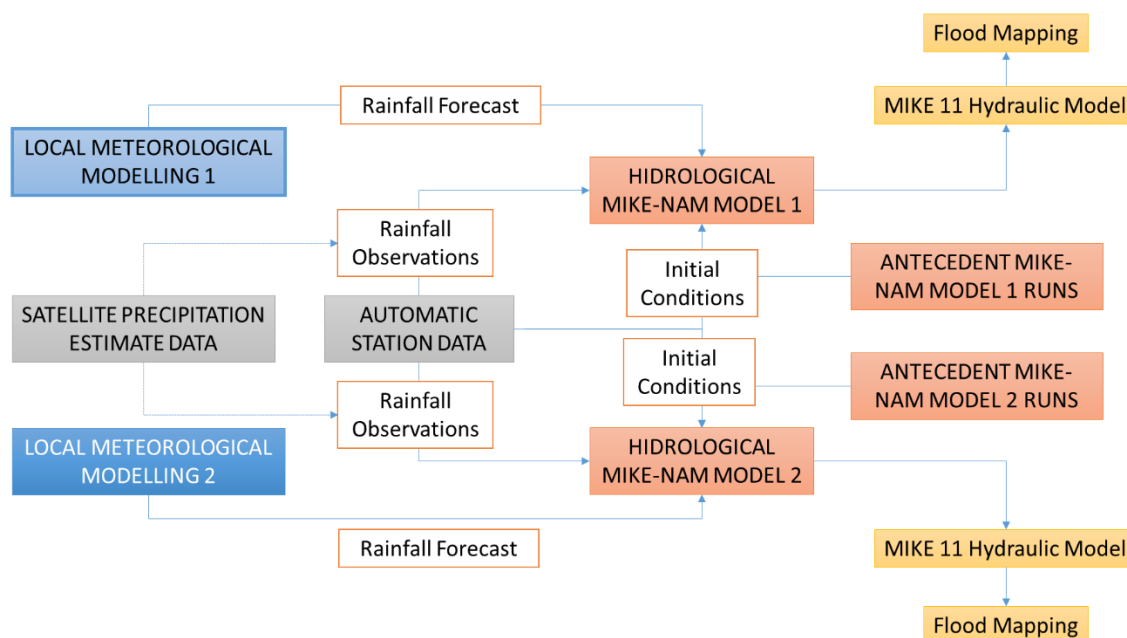 Flood Mapping
Rainfall Forecast
MIKE 11 Hydraulic Model
LOCAL METEOROLOGICAL
MODELLING 1
HIDROLOGICAL
MIKE-NAM MODEL 1
Rainfall
Observations
Initial
Conditions
ANTECEDENT MIKE-
NAM MODEL 1 RUNS
SATELLITE PRECIPITATION
ESTIMATE DATA
AUTOMATIC
STATION DATA
Initial
Conditions
ANTECEDENT MIKE-
NAM MODEL 2 RUNS
Rainfall
Observations
LOCAL METEOROLOGICAL
MODELLING 2
HIDROLOGICAL
MIKE-NAM MODEL 2
Rainfall Forecast
MIKE 11 Hydraulic Model
Flood Mapping